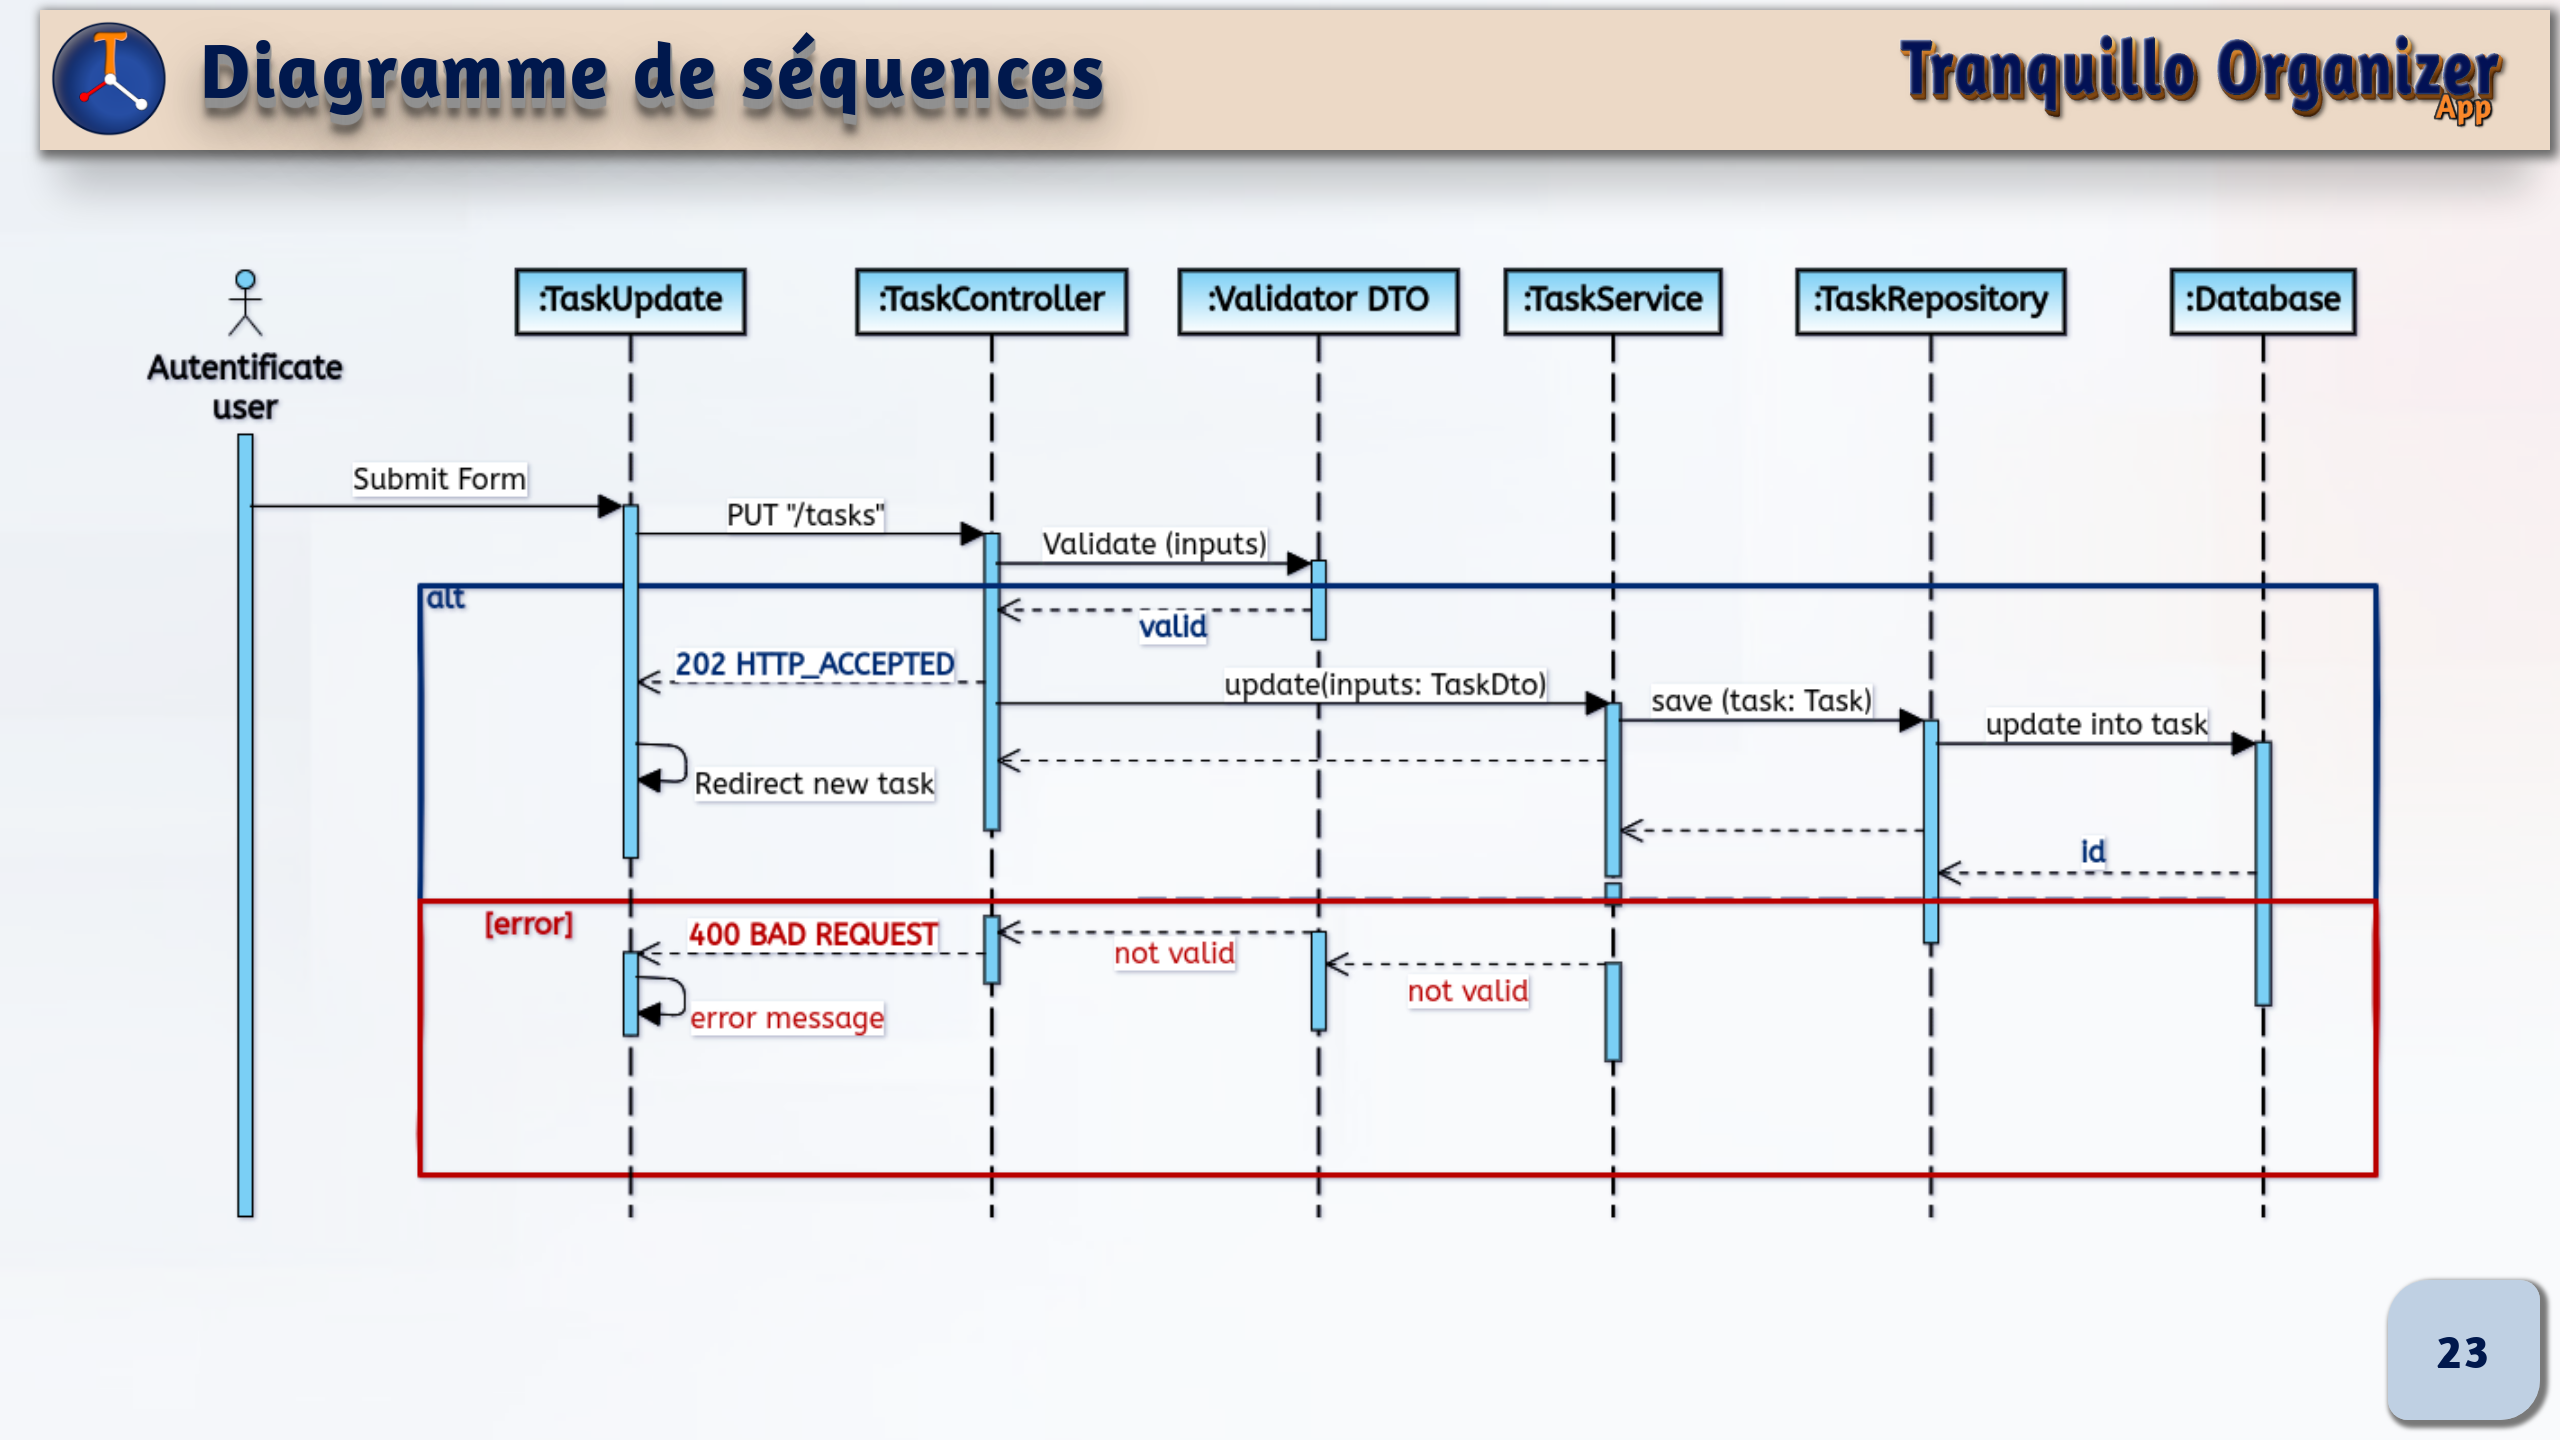 T
Diagramme de séquences
Tranquillo Organizer
App
:TaskUpdate
:TaskController
:Validator DTO
:TaskService
:TaskRepository
:Database
Autentificate
user
Submit Form
PUT "/tasks"
Validate (inputs)
alt
valid
202 HTTP_ACCEPTED
update(inputs: TaskDto)
save (task: Task)
update into task
Redirect new task
id
[error]
400 BAD REQUEST
not valid
not valid
error message
23